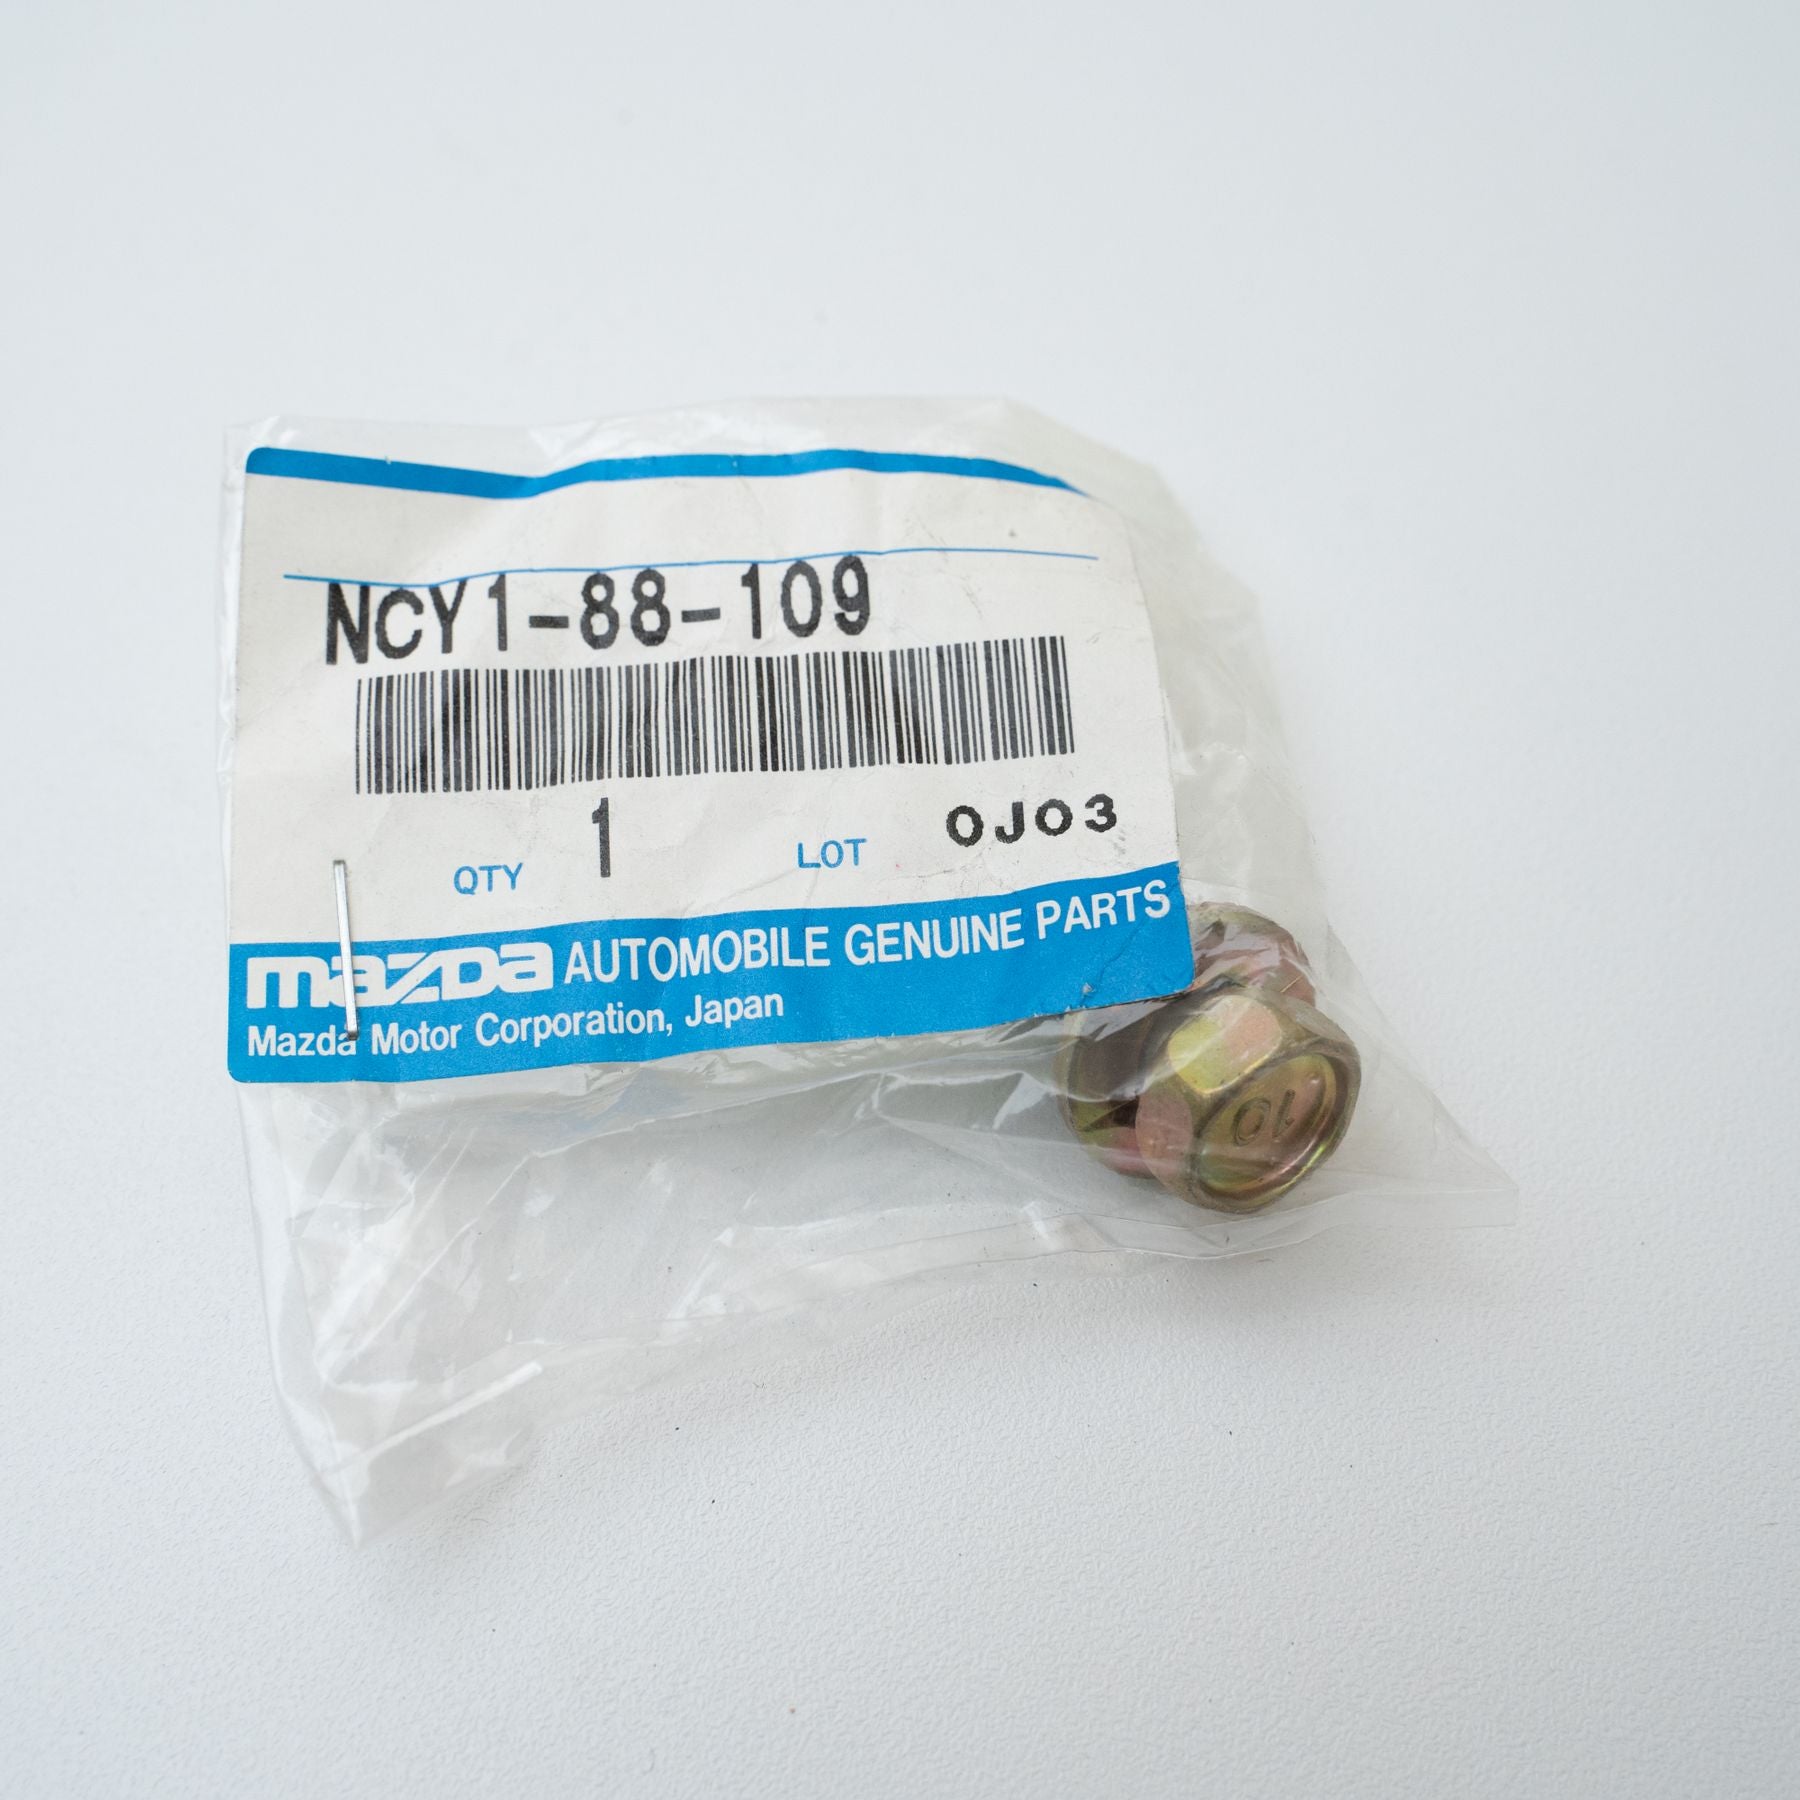 NCY1-88-109
QTY 1 LOT 0J03
mazda AUTOMOBILE GENUINE PARTS
Mazda Motor Corporation, Japan
10